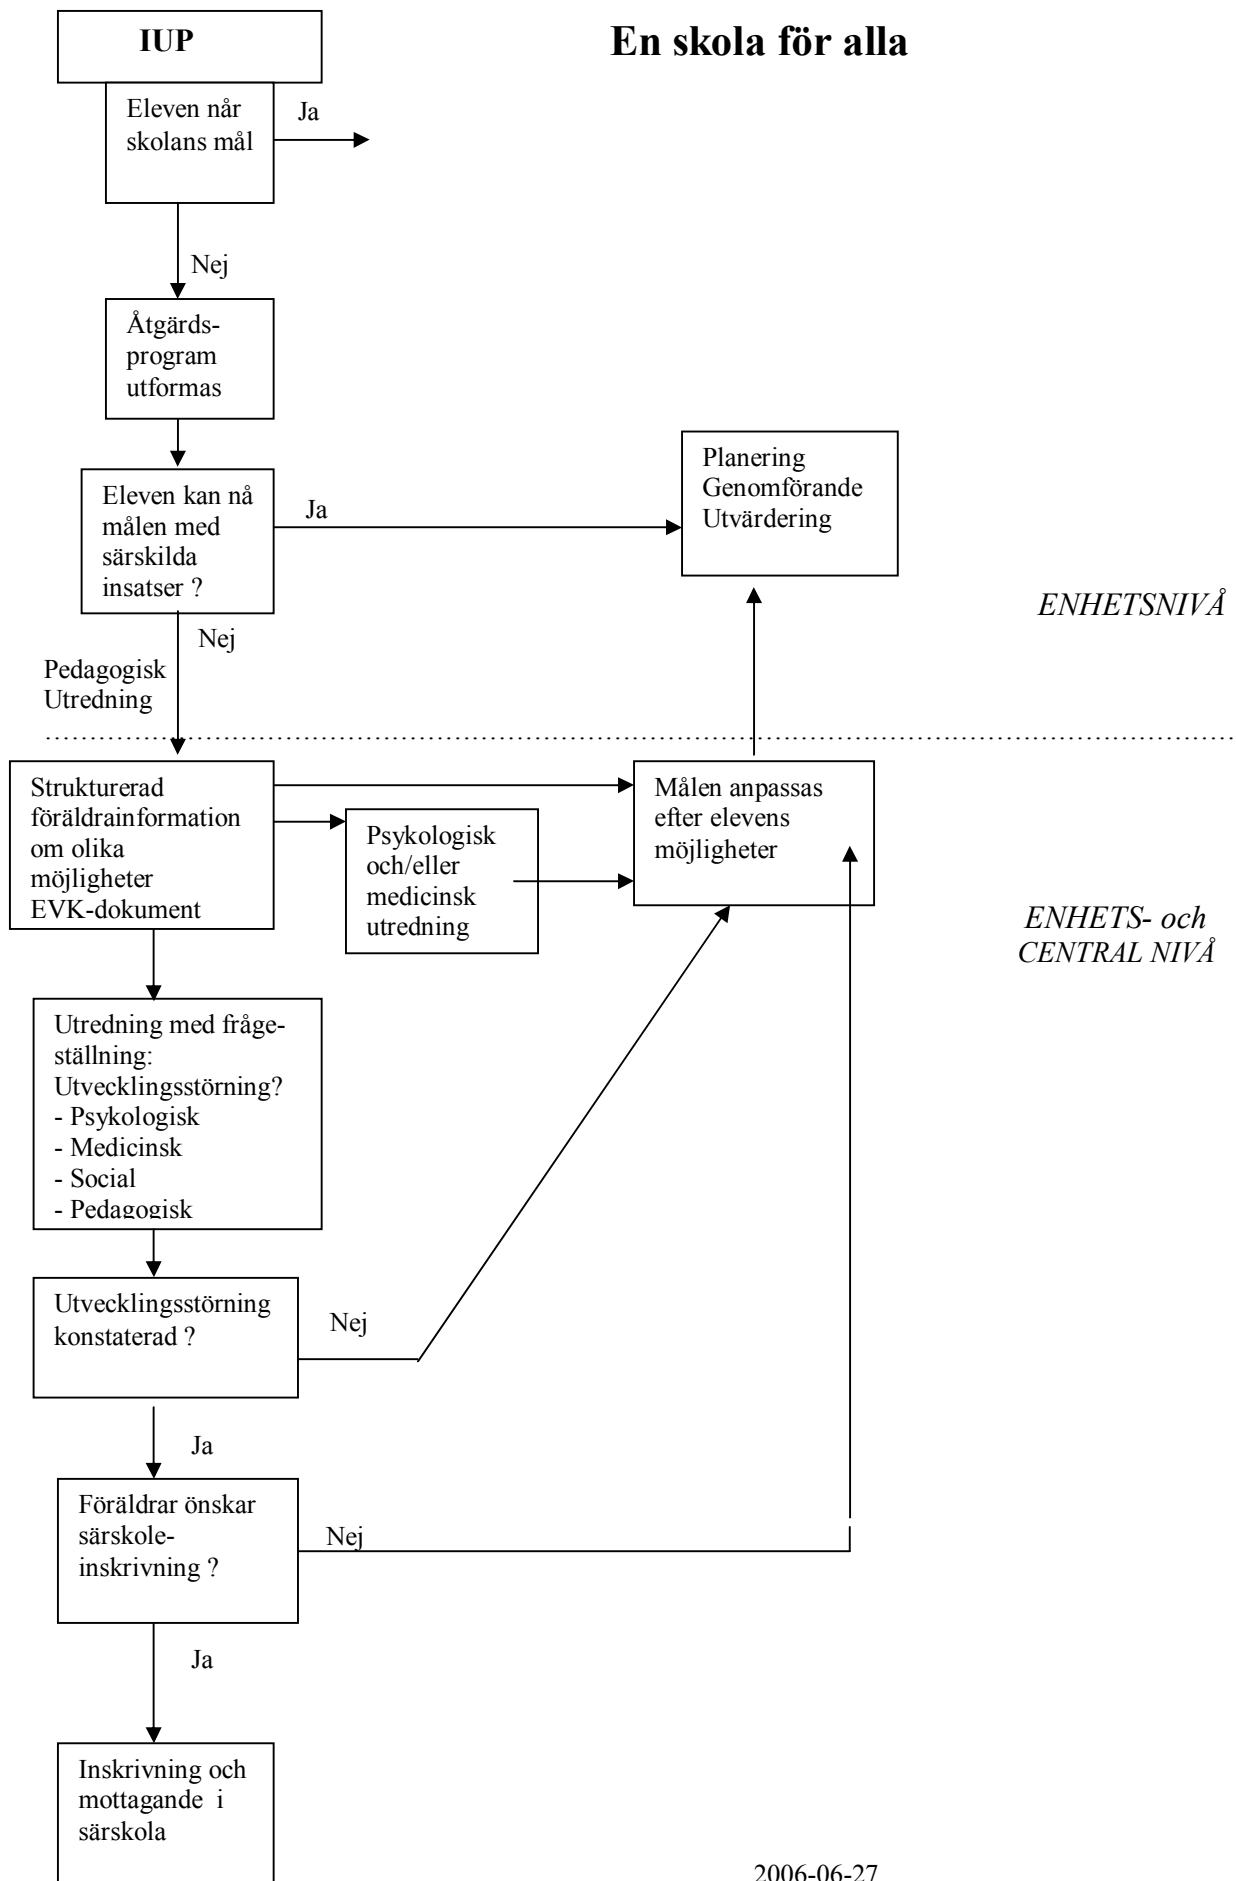 IUP
En skola för alla
Eleven når
skolans mål
Ja
Nej
Åtgärds-
program
utformas
Eleven kan nå
målen med
särskilda
insatser ?
Ja
Planering
Genomförande
Utvärdering
ENHETSNIVÅ
Nej
Pedagogisk
Utredning
Strukturerad
föräldrainformation
om olika
möjligheter
EVK-dokument
Psykologisk
och/eller
medicinsk
utredning
Målen anpassas
efter elevens
möjligheter
ENHETS- och
CENTRAL NIVÅ
Utredning med fråge-
ställning:
Utvecklingsstörning?
- Psykologisk
- Medicinsk
- Social
- Pedagogisk
Utvecklingsstörning
konstaterad ?
Nej
Ja
Föräldrar önskar
särskole-
inskrivning ?
Nej
Ja
Inskrivning och
mottagande i
särskola
2006-06-27